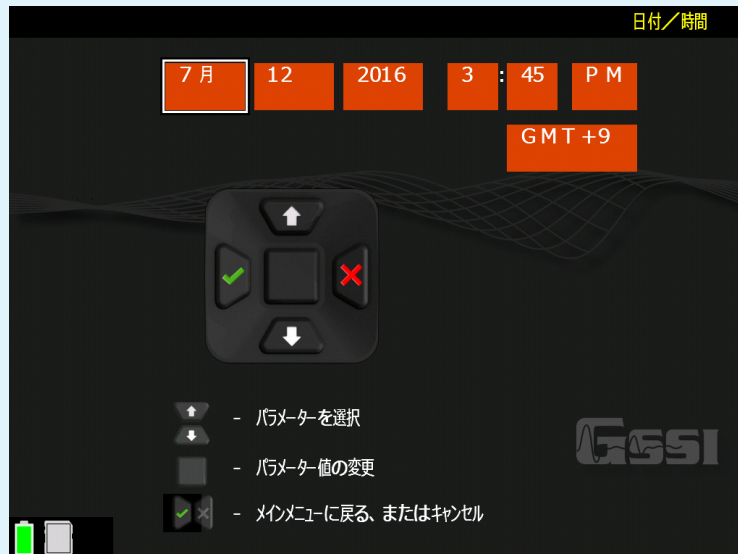 日付／時間
7月 12 2016 3 : 45 PM
GMT+9
- パラメーターを選択
GSSI
- パラメーター値の変更
- メインメニューに戻る、またはキャンセル